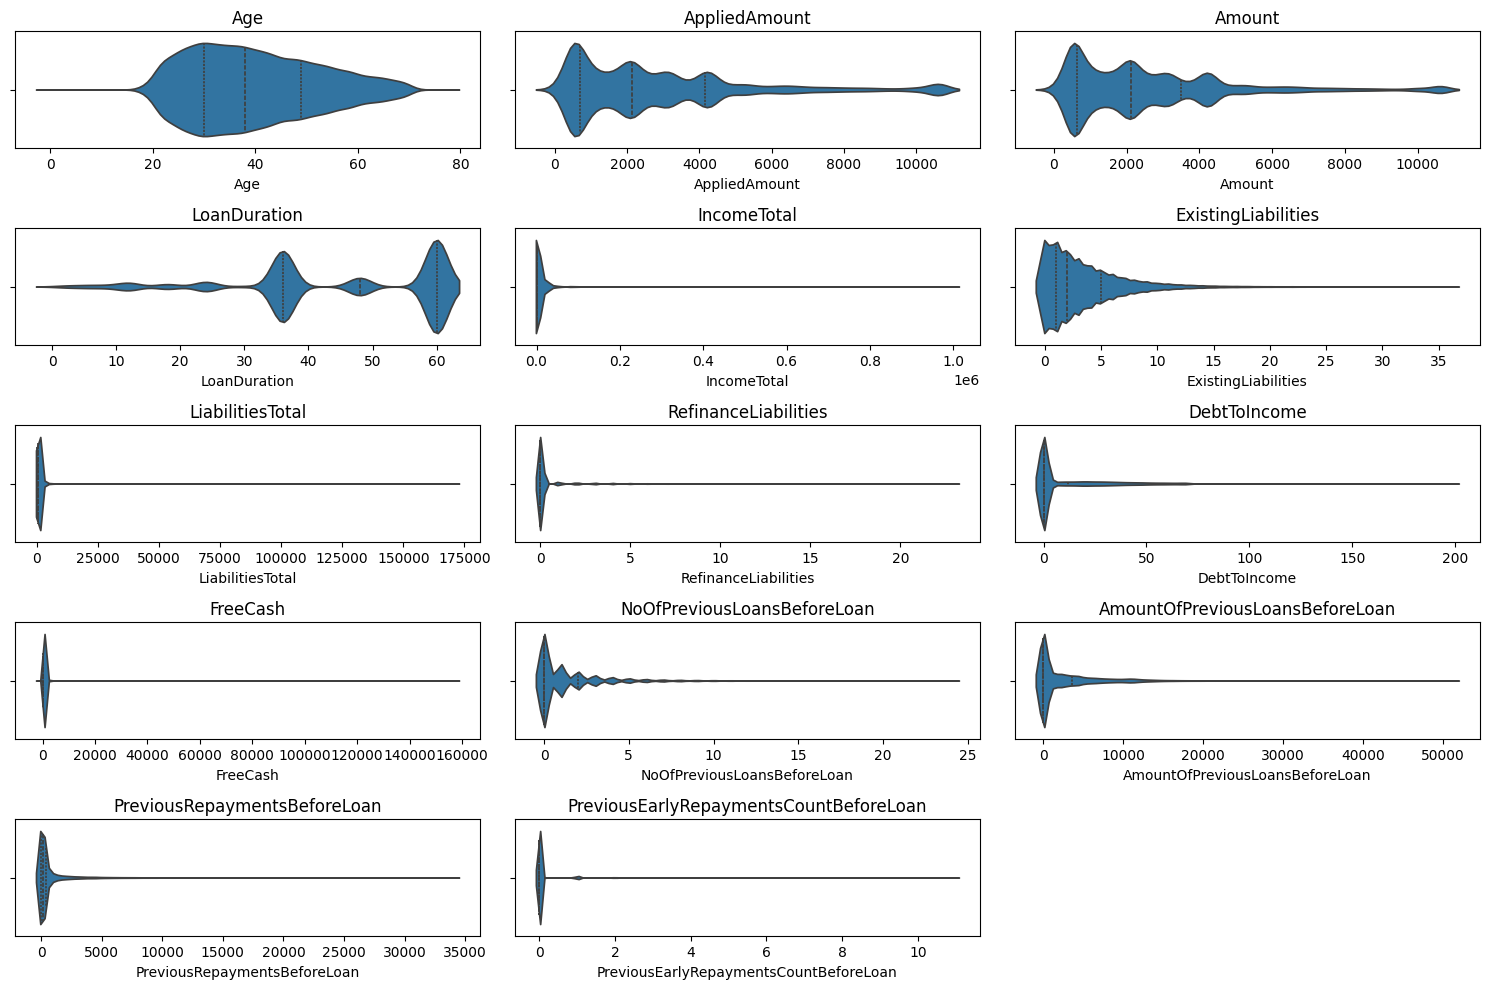 Age AppliedAmount Amount
0 20 40 60 80 0 2000 4000 6000 8000 10000 0 2000 4000 6000 8000 10000
Age AppliedAmount Amount
LoanDuration IncomeTotal ExistingLiabilities
0 10 20 30 40 50 60 0.0 0.2 0.4 0.6 0.8 1.0 0 5 10 15 20 25 30 35
1e6
LoanDuration IncomeTotal ExistingLiabilities
LiabilitiesTotal RefinanceLiabilities DebtToIncome
0 25000 50000 75000 100000 125000 150000 175000 0 5 10 15 20 0 50 100 150 200
LiabilitiesTotal RefinanceLiabilities DebtToIncome
FreeCash NoOfPreviousLoansBeforeLoan AmountOfPreviousLoansBeforeLoan
0 20000 40000 60000 80000 100000 120000 140000 160000 0 5 10 15 20 25 0 10000 20000 30000 40000 50000
FreeCash NoOfPreviousLoansBeforeLoan AmountOfPreviousLoansBeforeLoan
PreviousRepaymentsBeforeLoan PreviousEarlyRepaymentsCountBeforeLoan
0 5000 10000 15000 20000 25000 30000 35000 0 2 4 6 8 10
PreviousRepaymentsBeforeLoan PreviousEarlyRepaymentsCountBeforeLoan